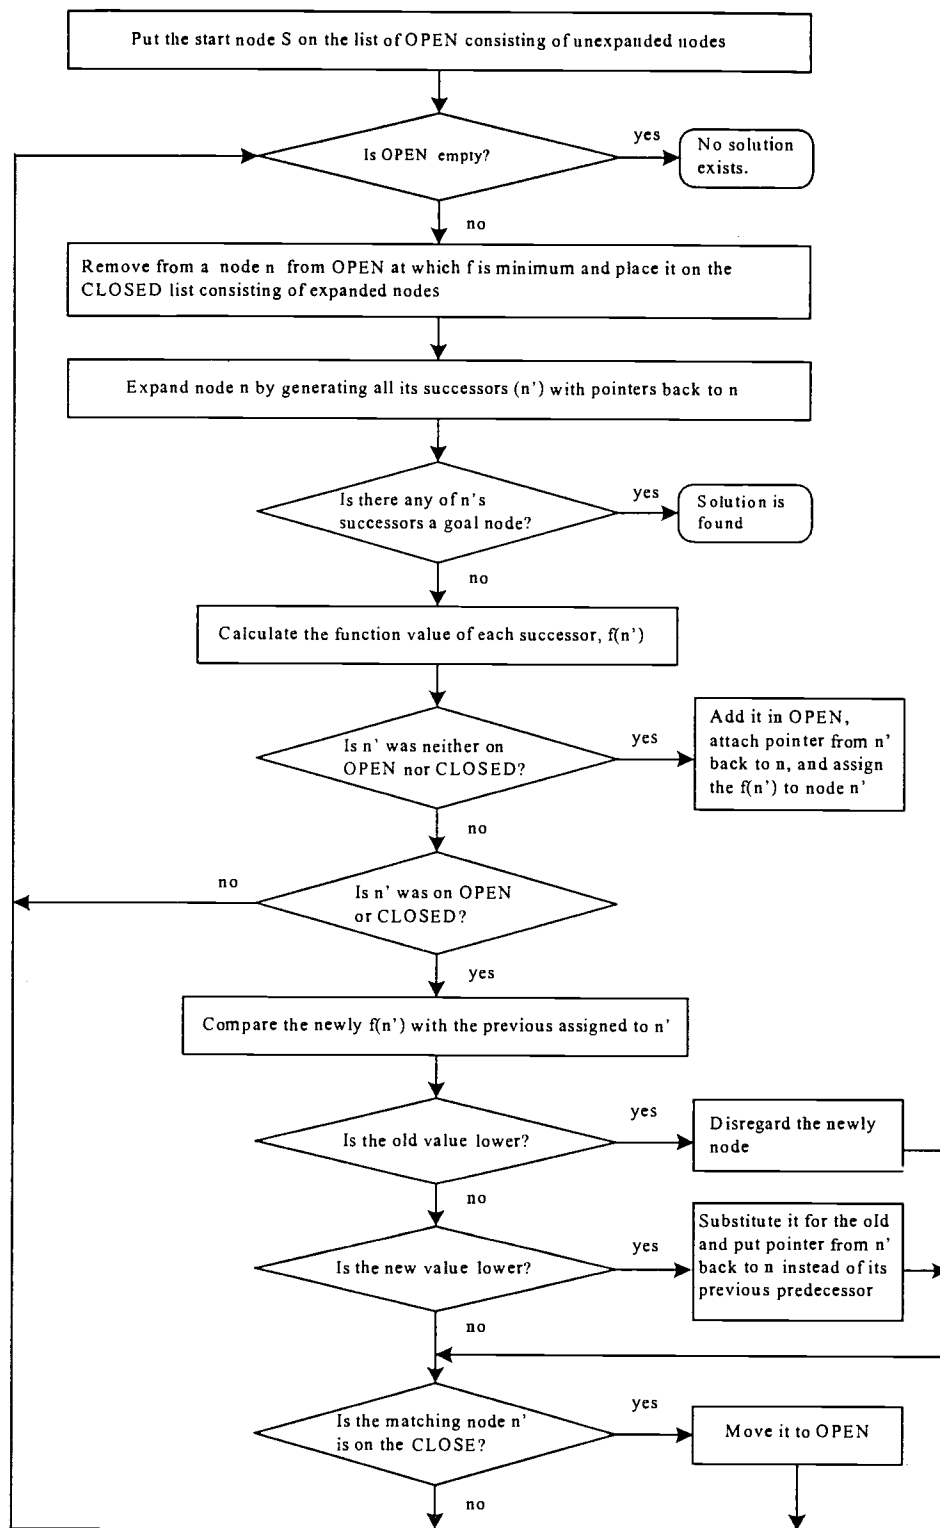 Put the start node S on the list of OPEN consisting of unexpanded nodes
Is OPEN empty?
yes
No solution
exists.
no
Remove from a node n from OPEN at which f is minimum and place it on the
CLOSED list consisting of expanded nodes
Expand node n by generating all its successors (n') with pointers back to n
Is there any of n's
successors a goal node?
yes
Solution is
found
no
Calculate the function value of each successor, f(n')
Is n' was neither on
OPEN nor CLOSED?
yes
Add it in OPEN,
attach pointer from n'
back to n, and assign
the f(n') to node n'
no
Is n' was on OPEN
or CLOSED?
no
yes
Compare the newly f(n') with the previous assigned to n'
Is the old value lower?
yes
Disregard the newly
node
no
Is the new value lower?
yes
Substitute it for the old
and put pointer from n'
back to n instead of its
previous predecessor
no
Is the matching node n'
is on the CLOSE?
yes
Move it to OPEN
no